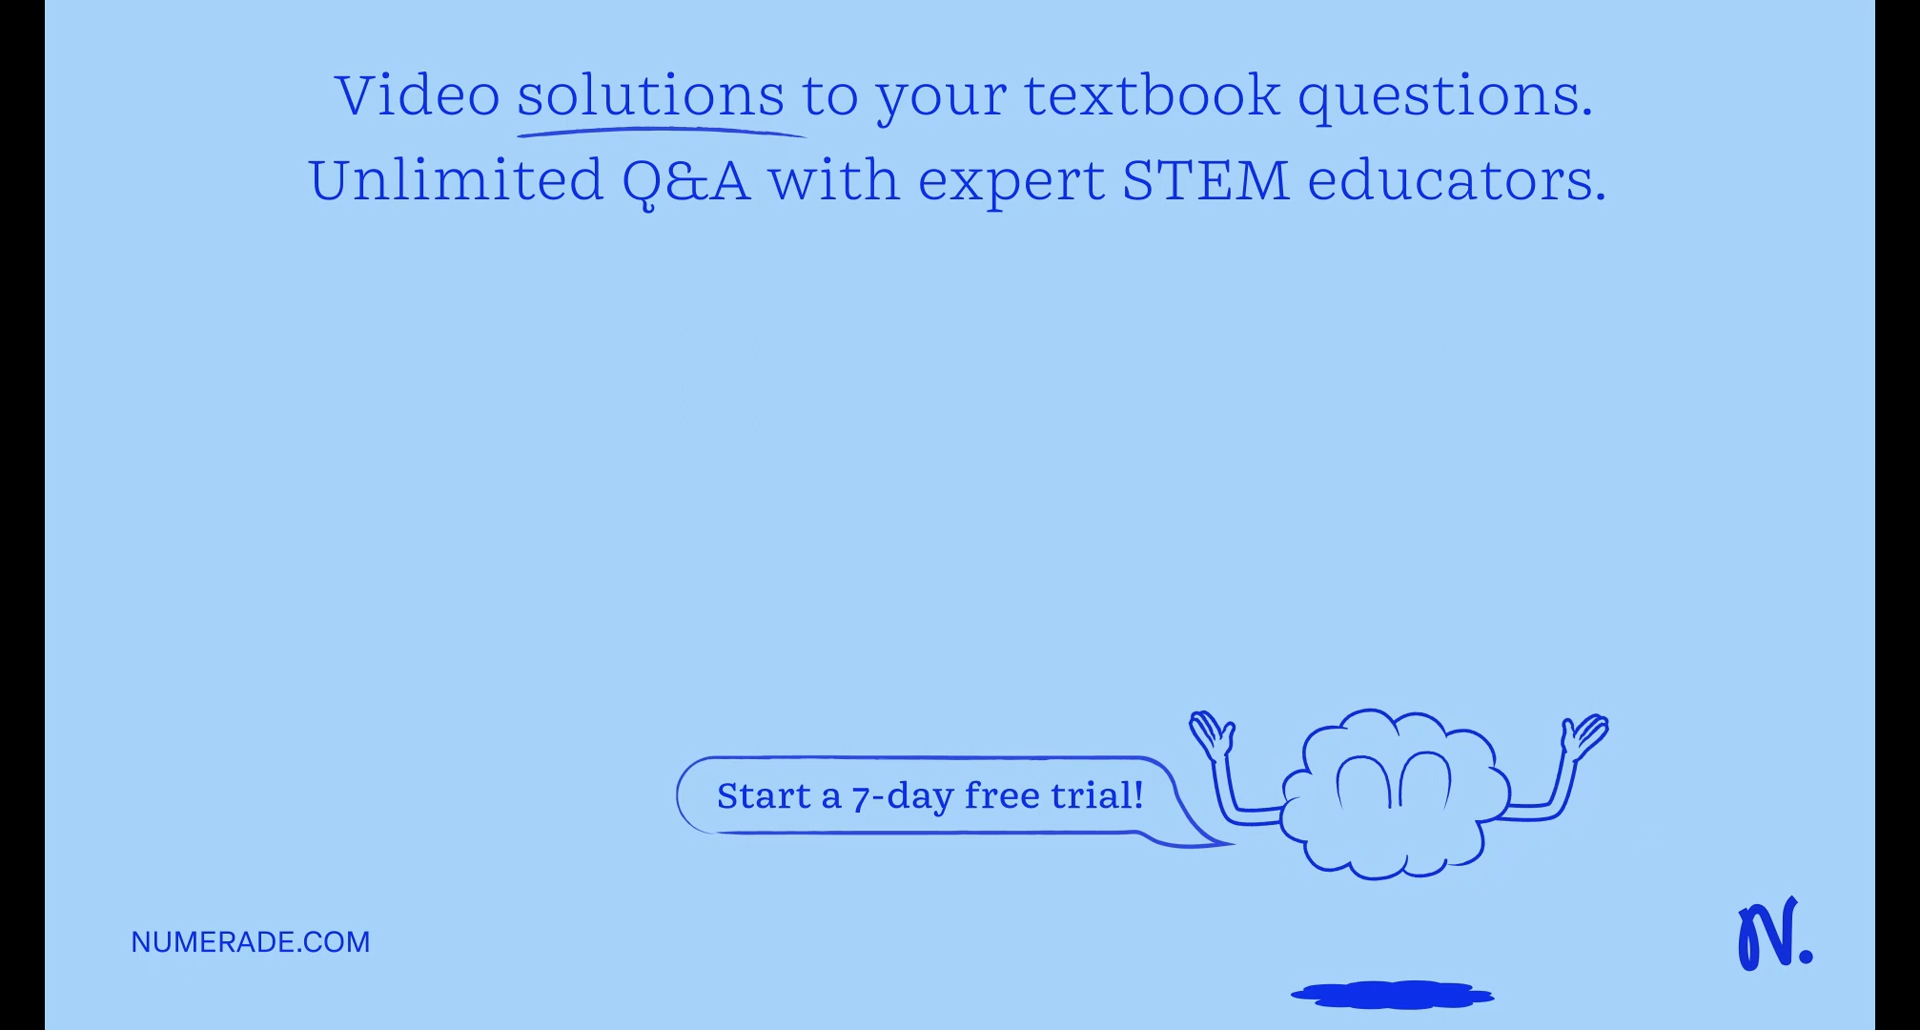 Video solutions to your textbook questions.
Unlimited Q&A with expert STEM educators.
Start a 7-day free trial!
NUMERADE.COM
N.